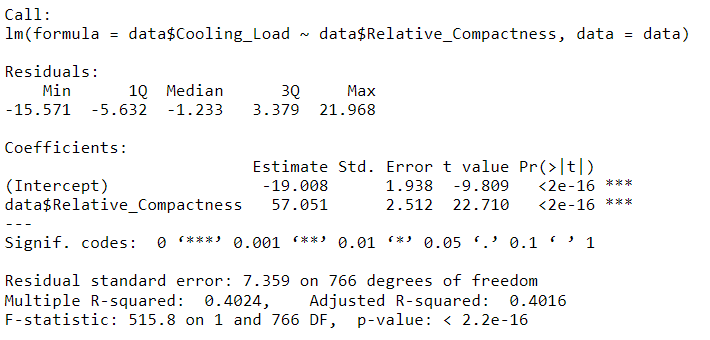 Call:
lm(formula = data$Cooling_Load ~ data$Relative_Compactness, data = data)
Residuals:
Min 1Q Median 3Q Max
-15.571 -5.632 -1.233 3.379 21.968
Coefficients:
Estimate Std. Error t value Pr(>|t|)
(Intercept) -19.008 1.938 -9.809 <2e-16 ***
data$Relative_Compactness 57.051 2.512 22.710 <2e-16 ***
---
Signif. codes: 0 ‘***’ 0.001 ‘**’ 0.01 ‘*’ 0.05 ‘.’ 0.1 ‘ ’ 1
Residual standard error: 7.359 on 766 degrees of freedom
Multiple R-squared: 0.4024, Adjusted R-squared: 0.4016
F-statistic: 515.8 on 1 and 766 DF, p-value: < 2.2e-16